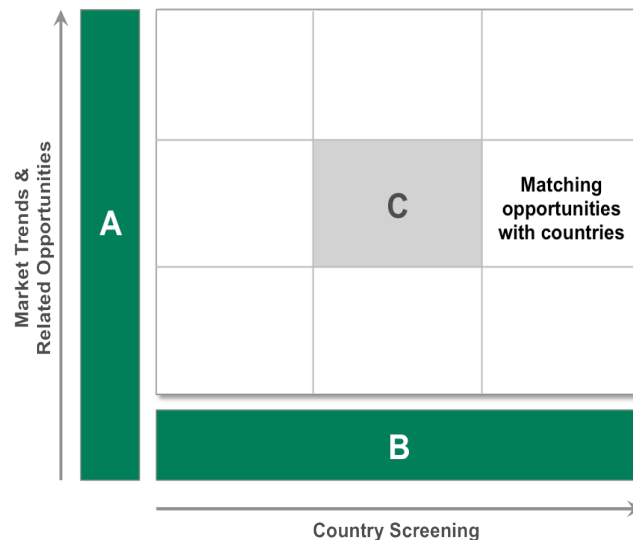 Market Trends &
Related Opportunities
A
C
Matching
opportunities
with countries
B
Country Screening